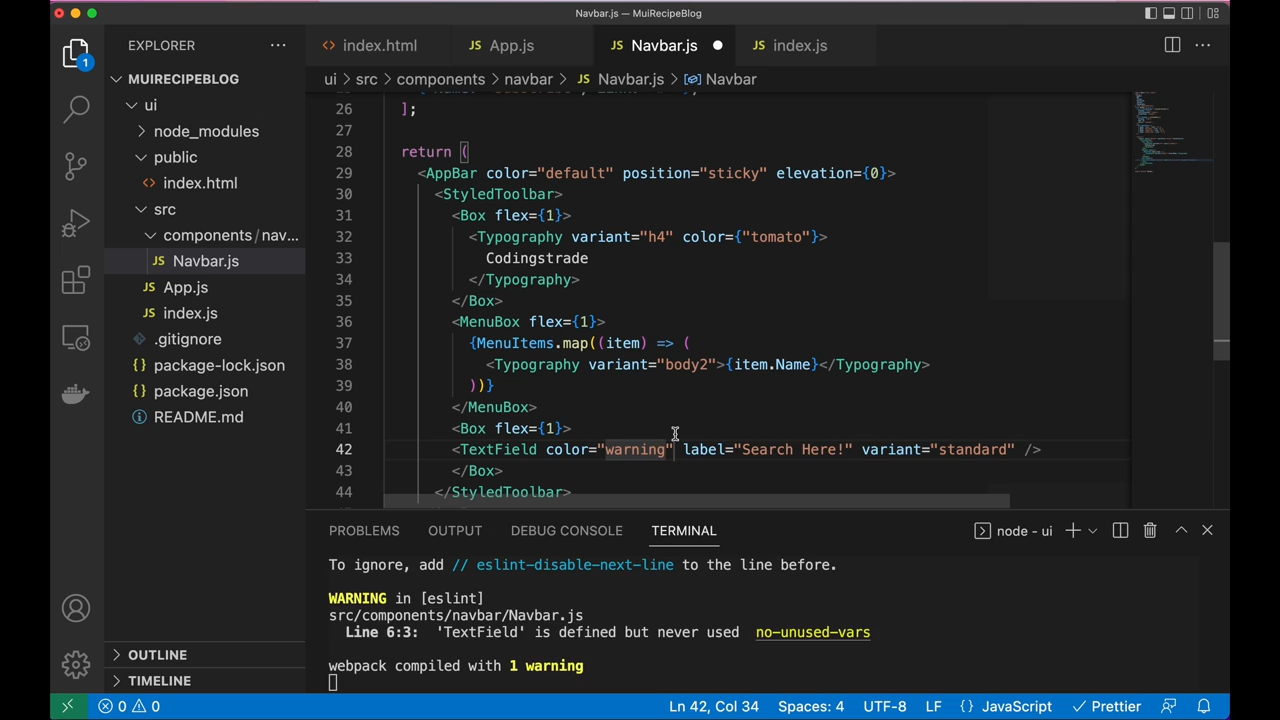 Navbar.js — MuiRecipeBlog
EXPLORER
1
MUIRECIPEBLOG
ui
node_modules
public
index.html
src
components / nav...
Navbar.js
App.js
index.js
.gitignore
package-lock.json
package.json
README.md
OUTLINE
TIMELINE
index.html
App.js
Navbar.js
index.js
ui > src > components > navbar > JS Navbar.js > Navbar
26 ];
27
28 return (
29 <AppBar color="default" position="sticky" elevation={0}>
30 <StyledToolbar>
31 <Box flex={1}>
32 <Typography variant="h4" color={"tomato"}>
33 Codingstrade
34 </Typography>
35 </Box>
36 <MenuBox flex={1}>
37 {MenuItems.map((item) => (
38 <Typography variant="body2">{item.Name}</Typography>
39 ))}
40 </MenuBox>
41 <Box flex={1}>
42 <TextField color="warning" label="Search Here!" variant="standard" />
43 </Box>
44 </StyledToolbar>
PROBLEMS OUTPUT DEBUG CONSOLE TERMINAL node - ui
To ignore, add // eslint-disable-next-line to the line before.
WARNING in [eslint]
src/components/navbar/Navbar.js
Line 6:3: 'TextField' is defined but never used no-unused-vars
webpack compiled with 1 warning
0 0 Ln 42, Col 34 Spaces: 4 UTF-8 LF {} JavaScript Prettier